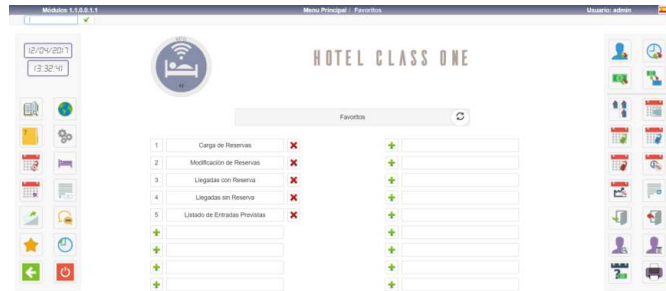 Módulos 1.1.0.0.1.1
Menu Principal / Favoritos
Usuario: admin
12/04/2017
13:32:41
HOTEL
HOTEL CLASS ONE
Favoritos
1 Carga de Reservas
2 Modificación de Reservas
3 Llegadas con Reserva
4 Llegadas sin Reserva
5 Listado de Entradas Previstas